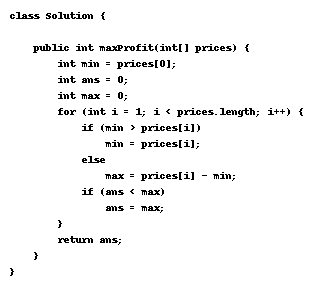 class Solution {
public int maxProfit(int[] prices) {
int min = prices[0];
int ans = 0;
int max = 0;
for (int i = 1; i < prices.length; i++) {
if (min > prices[i])
min = prices[i];
else
max = prices[i] - min;
if (ans < max)
ans = max;
}
return ans;
}
}